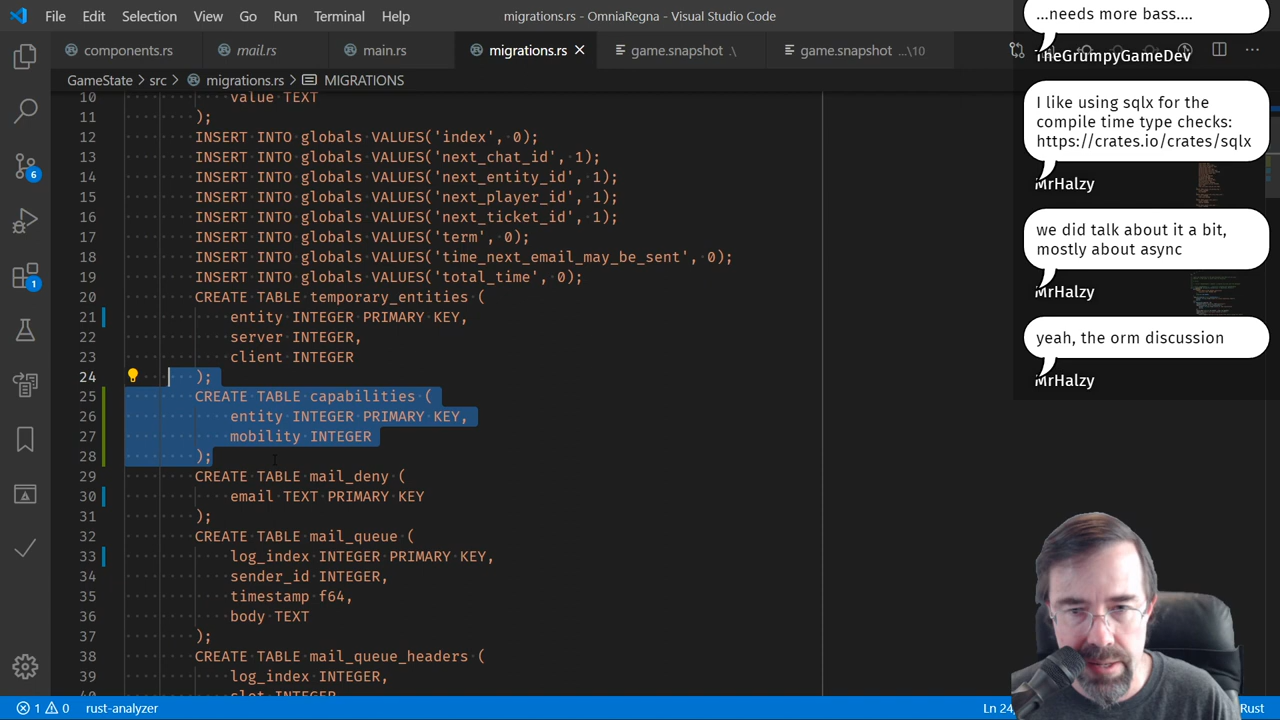 File Edit Selection View Go Run Terminal Help
migrations.rs - OmniaRegna - Visual Studio Code
components.rs
mail.rs
main.rs
migrations.rs
game.snapshot .\
game.snapshot ...\10
GameState > src > migrations.rs > MIGRATIONS
10 value TEXT
11 );
12 INSERT INTO globals VALUES('index', 0);
13 INSERT INTO globals VALUES('next_chat_id', 1);
14 INSERT INTO globals VALUES('next_entity_id', 1);
15 INSERT INTO globals VALUES('next_player_id', 1);
16 INSERT INTO globals VALUES('next_ticket_id', 1);
17 INSERT INTO globals VALUES('term', 0);
18 INSERT INTO globals VALUES('time_next_email_may_be_sent', 0);
19 INSERT INTO globals VALUES('total_time', 0);
20 CREATE TABLE temporary_entities (
21 entity INTEGER PRIMARY KEY,
22 server INTEGER,
23 client INTEGER
24 );
25 CREATE TABLE capabilities (
26 entity INTEGER PRIMARY KEY,
27 mobility INTEGER
28 );
29 CREATE TABLE mail_deny (
30 email TEXT PRIMARY KEY
31 );
32 CREATE TABLE mail_queue (
33 log_index INTEGER PRIMARY KEY,
34 sender_id INTEGER,
35 timestamp f64,
36 body TEXT
37 );
38 CREATE TABLE mail_queue_headers (
39 log_index INTEGER,
40 slot INTEGER
6
1
...needs more bass....
TheGrumpyGameDev
I like using sqlx for the
compile time type checks:
https://crates.io/crates/sqlx
MrHalzy
we did talk about it a bit,
mostly about async
MrHalzy
yeah, the orm discussion
MrHalzy
1 0 rust-analyzer
Ln 24,
Rust